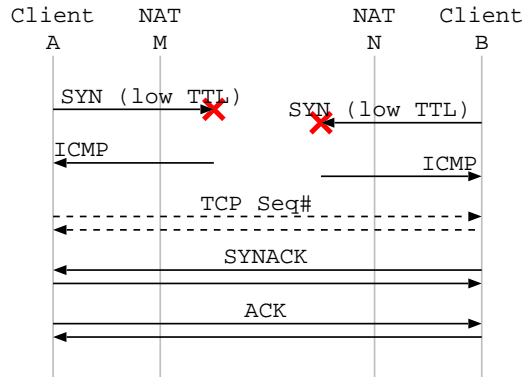 Client NAT NAT Client
A M N B
SYN (low TTL)
SYN (low TTL)
ICMP
ICMP
TCP Seq#
SYNACK
ACK